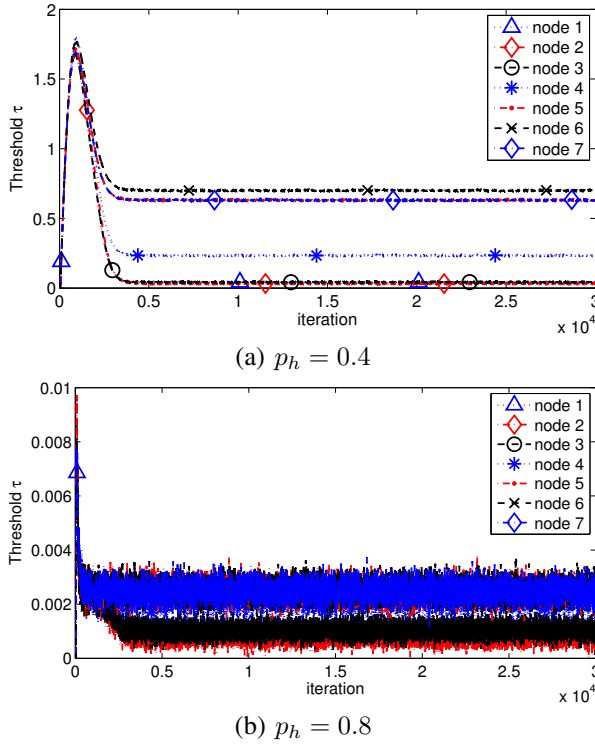 2
1.5
1
0.5
0
Threshold τ
node 1
node 2
node 3
node 4
node 5
node 6
node 7
0 0.5 1 1.5 2 2.5 3
iteration
x 10⁴
(a) p_h = 0.4
0.01
0.008
0.006
0.004
0.002
0
Threshold τ
node 1
node 2
node 3
node 4
node 5
node 6
node 7
0 0.5 1 1.5 2 2.5 3
iteration
x 10⁴
(b) p_h = 0.8